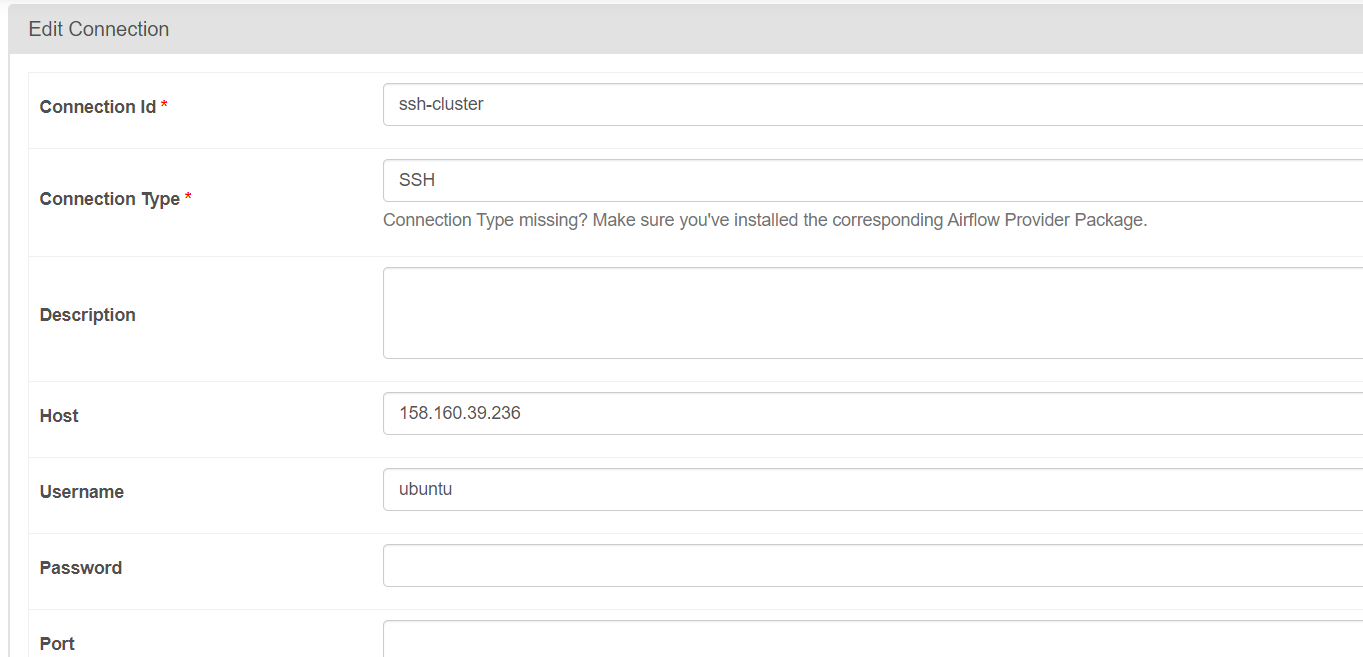 Edit Connection
Connection Id *
ssh-cluster
Connection Type *
SSH
Connection Type missing? Make sure you've installed the corresponding Airflow Provider Package.
Description
Host
158.160.39.236
Username
ubuntu
Password
Port